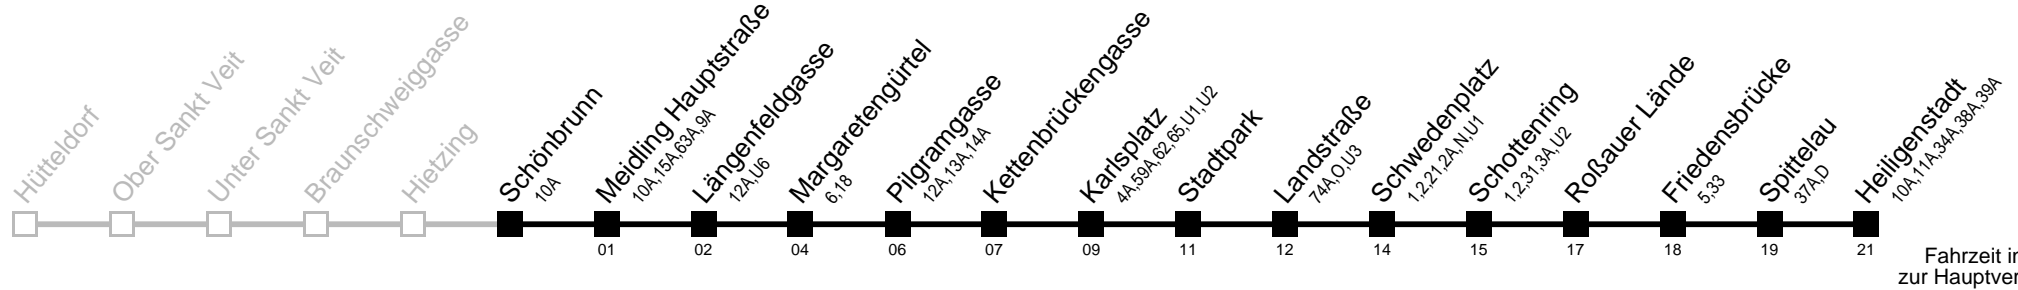 Hütteldorf
Ober Sankt Veit
Unter Sankt Veit
Braunschweiggasse
Hietzing
Schönbrunn
10A
Meidling Hauptstraße
10A,15A,63A,9A
Längenfeldgasse
12A,U6
Margaretengürtel
6,18
Pilgramgasse
12A,13A,14A
Kettenbrückengasse
Karlsplatz
4A,59A,62,65,U1,U2
Stadtpark
Landstraße
74A,O,U3
Schwedenplatz
1,2,21,2A,N,U1
Schottenring
1,2,31,3A,U2
Roßauer Lände
Friedensbrücke
5,33
Spittelau
37A,D
Heiligenstadt
10A,11A,34A,38A,39A
01 02 04 06 07 09 11 12 14 15 17 18 19 21
Fahrzeit in
zur Hauptver